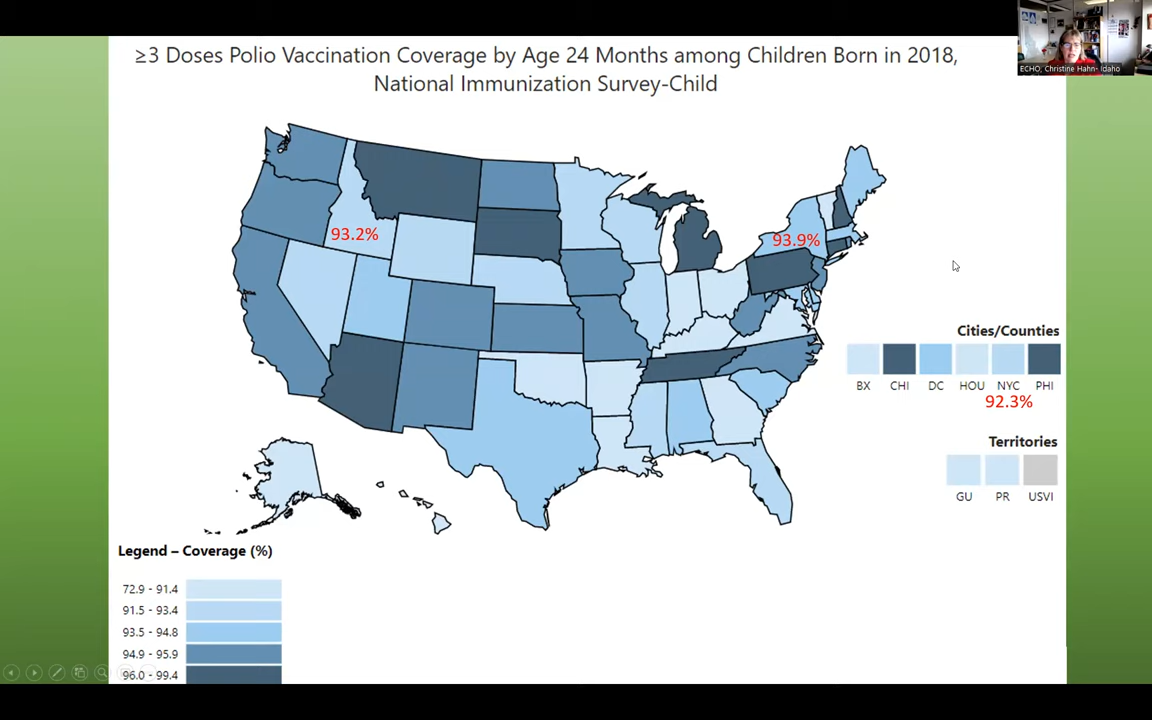 ≥3 Doses Polio Vaccination Coverage by Age 24 Months among Children Born in 2018,
National Immunization Survey-Child
ECHO, Christine Hahn- Idaho
93.2%
93.9%
Cities/Counties
BX CHI DC HOU NYC PHI
92.3%
Territories
GU PR USVI
Legend – Coverage (%)
72.9 - 91.4
91.5 - 93.4
93.5 - 94.8
94.9 - 95.9
96.0 - 99.4